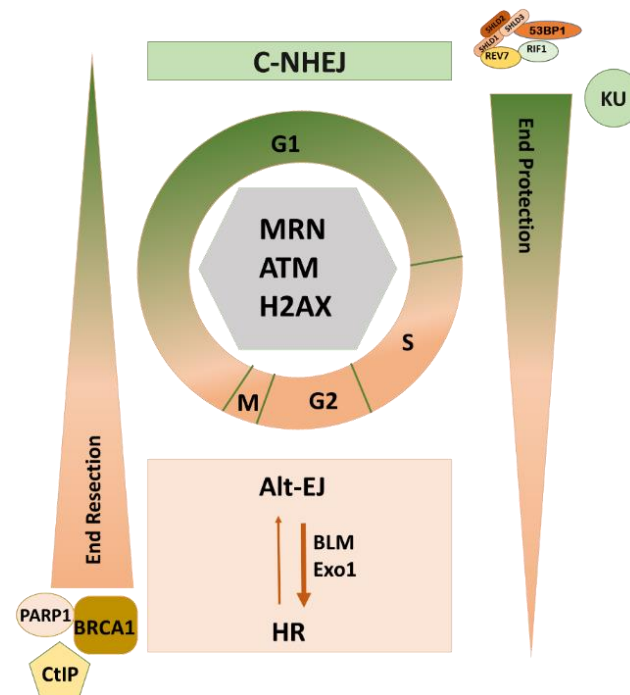 SHLD2
SHLD3
SHLD1
53BP1
REV7
RIF1
C-NHEJ
KU
G1
End Protection
MRN
ATM
H2AX
S
M
G2
End Resection
Alt-EJ
BLM
Exo1
HR
PARP1
BRCA1
CtIP